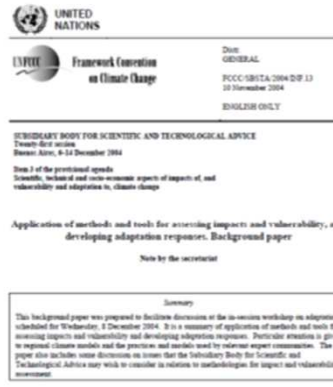 UNITED
NATIONS
UNFCCC
Framework Convention
on Climate Change
Distr.
GENERAL
FCCC/SBSTA/2004/INF.13
10 November 2004
ENGLISH ONLY
SUBSIDIARY BODY FOR SCIENTIFIC AND TECHNOLOGICAL ADVICE
Twenty-first session
Buenos Aires, 6–14 December 2004
Item 3 of the provisional agenda
Scientific, technical and socio-economic aspects of impacts of, and
vulnerability and adaptation to, climate change
Application of methods and tools for assessing impacts and vulnerability, a
developing adaptation responses. Background paper
Note by the secretariat
Summary
This background paper was prepared to facilitate discussion at the in-session workshop on adaptation
scheduled for Wednesday, 8 December 2004. It is a summary of application of methods and tools f
assessing impacts and vulnerability and developing adaptation responses. Particular attention is give
to regional climate models and the practices and models used by relevant expert communities. The
paper also includes some discussion on issues that the Subsidiary Body for Scientific and
Technological Advice may wish to consider in relation to methodologies for impact and vulnerabilit
assessment.